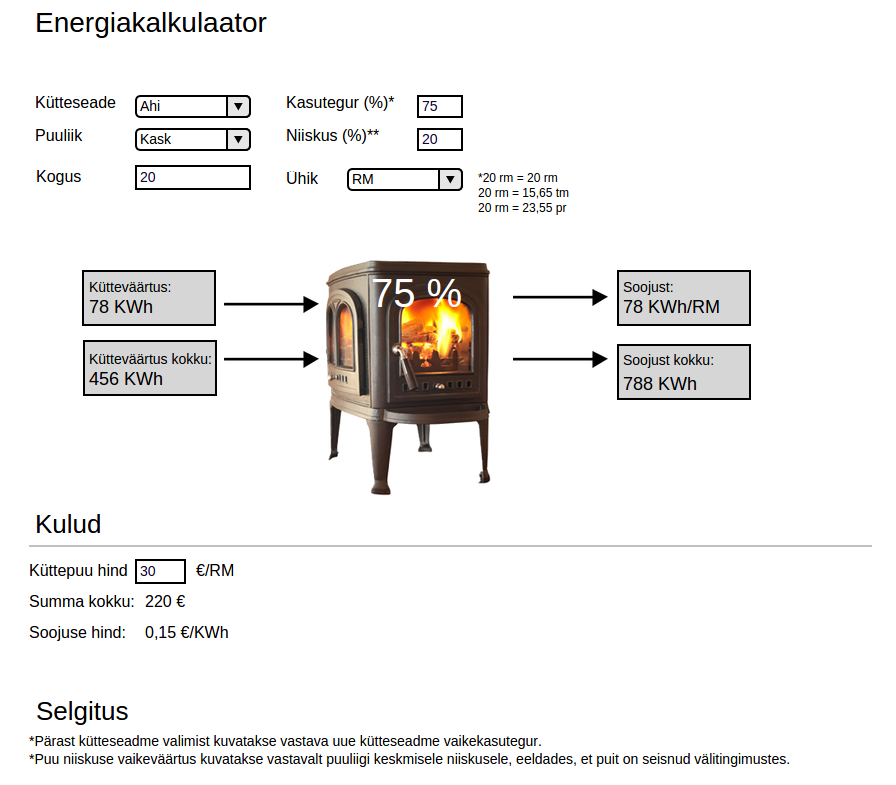 Energiakalkulaator
Kütteseade Ahi Kasutegur (%)* 75
Puuliik Kask Niiskus (%)** 20
Kogus 20 Ühik RM
*20 rm = 20 rm
20 rm = 15,65 tm
20 rm = 23,55 pr
Kütteväärtus:
78 KWh
75 %
Soojust:
78 KWh/RM
Kütteväärtus kokku:
456 KWh
Soojust kokku:
788 KWh
Kulud
Küttepuu hind 30 €/RM
Summa kokku: 220 €
Soojuse hind: 0,15 €/KWh
Selgitus
*Pärast kütteseadme valimist kuvatakse vastava uue kütteseadme vaikekasutegur.
*Puu niiskuse vaikeväärtus kuvatakse vastavalt puuliigi keskmisele niiskusele, eeldades, et puit on seisnud välitingimustes.